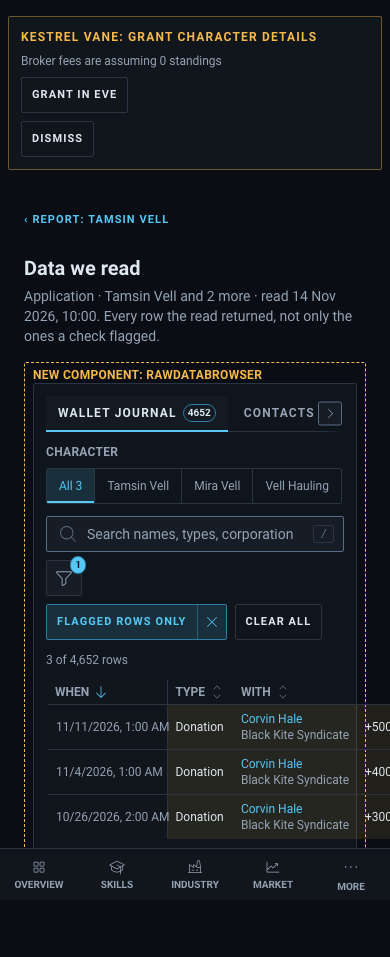 KESTREL VANE: GRANT CHARACTER DETAILS
Broker fees are assuming 0 standings
GRANT IN EVE
DISMISS
‹ REPORT: TAMSIN VELL
Data we read
Application · Tamsin Vell and 2 more · read 14 Nov
2026, 10:00. Every row the read returned, not only the
ones a check flagged.
NEW COMPONENT: RAWDATABROWSER
WALLET JOURNAL 4652 CONTACTS
CHARACTER
All 3 Tamsin Vell Mira Vell Vell Hauling
Search names, types, corporation /
1
FLAGGED ROWS ONLY CLEAR ALL
3 of 4,652 rows
WHEN TYPE WITH
11/11/2026, 1:00 AM Donation Corvin Hale
Black Kite Syndicate +500
11/4/2026, 1:00 AM Donation Corvin Hale
Black Kite Syndicate +400
10/26/2026, 2:00 AM Donation Corvin Hale
Black Kite Syndicate +300
OVERVIEW SKILLS INDUSTRY MARKET MORE